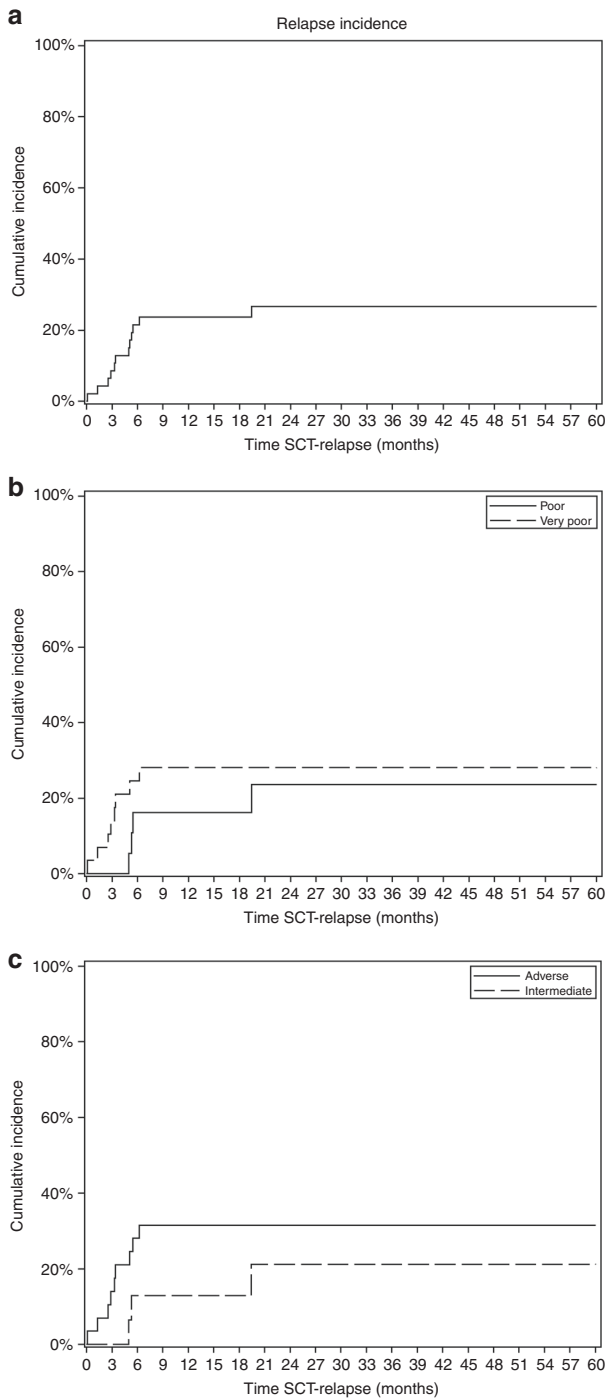 a
Relapse incidence
100%
80%
60%
40%
20%
0%
Cumulative incidence
0 3 6 9 12 15 18 21 24 27 30 33 36 39 42 45 48 51 54 57 60
Time SCT-relapse (months)
b
Poor
Very poor
100%
80%
60%
40%
20%
0%
Cumulative incidence
0 3 6 9 12 15 18 21 24 27 30 33 36 39 42 45 48 51 54 57 60
Time SCT-relapse (months)
c
Adverse
Intermediate
100%
80%
60%
40%
20%
0%
Cumulative incidence
0 3 6 9 12 15 18 21 24 27 30 33 36 39 42 45 48 51 54 57 60
Time SCT-relapse (months)